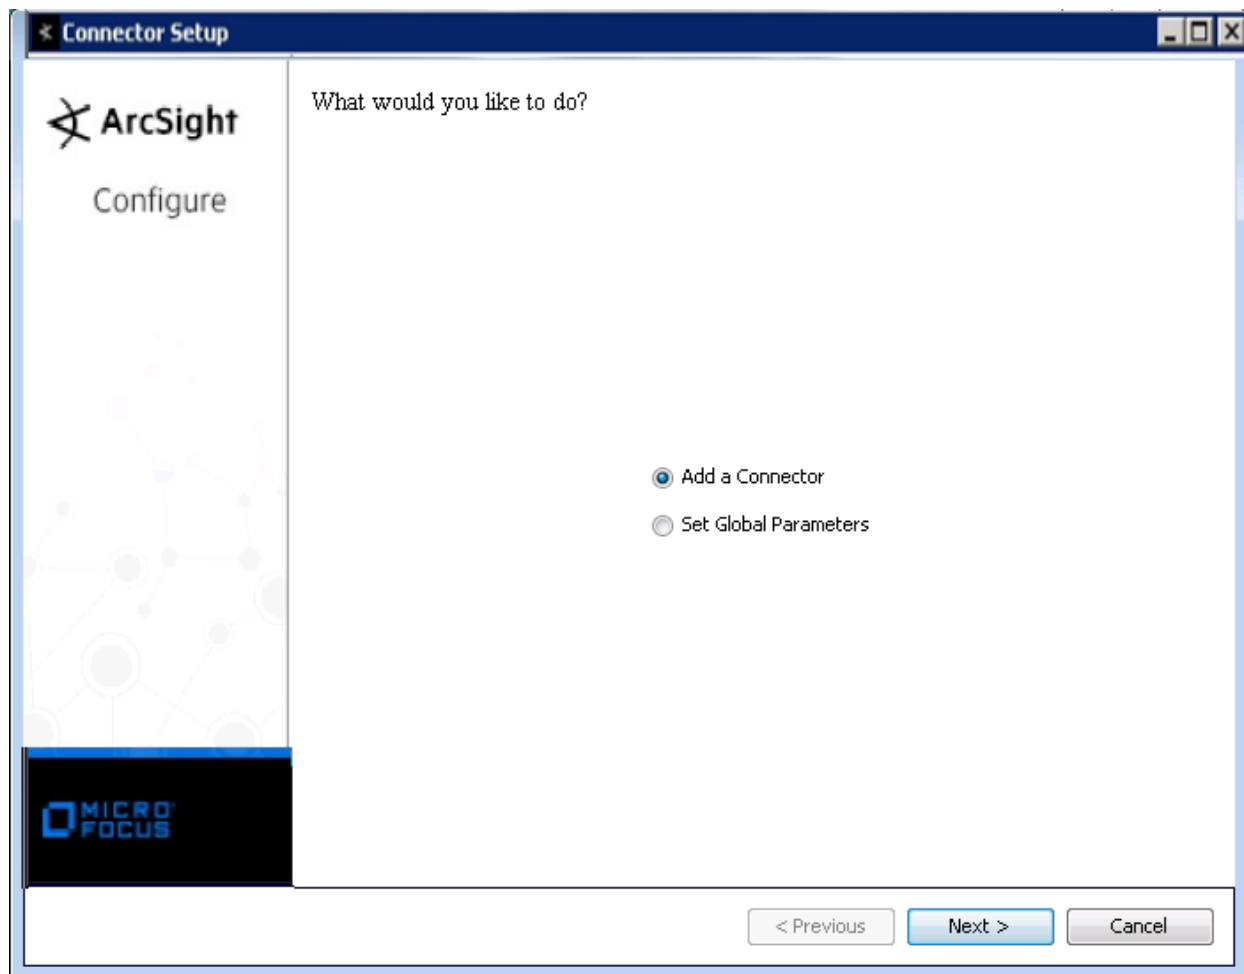 Connector Setup
ArcSight
Configure
What would you like to do?
Add a Connector
Set Global Parameters
MICRO
FOCUS
< Previous
Next >
Cancel